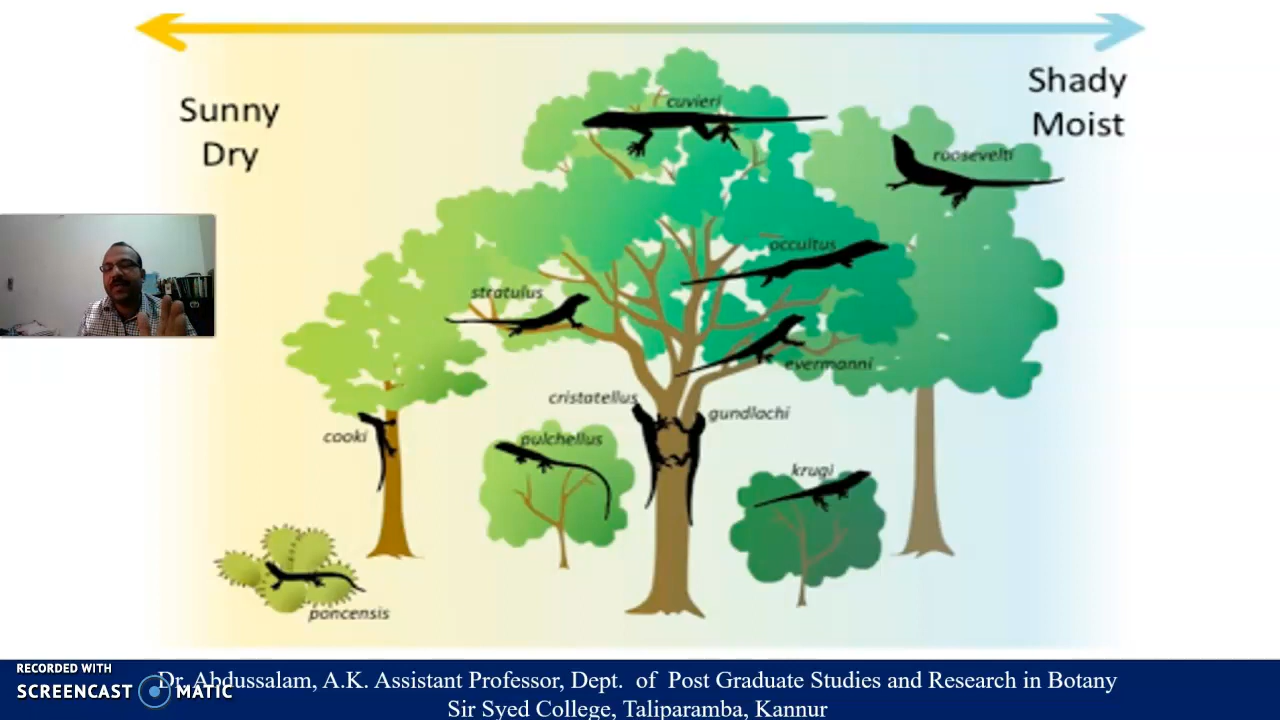 Sunny
Dry
Shady
Moist
cuvieri
roosevelti
occultus
stratulus
evermanni
cristatellus
gundlachi
cooki
pulchellus
krugi
poncensis
RECORDED WITH
SCREENCAST MATIC
Dr. Abdussalam, A.K. Assistant Professor, Dept. of Post Graduate Studies and Research in Botany
Sir Syed College, Taliparamba, Kannur